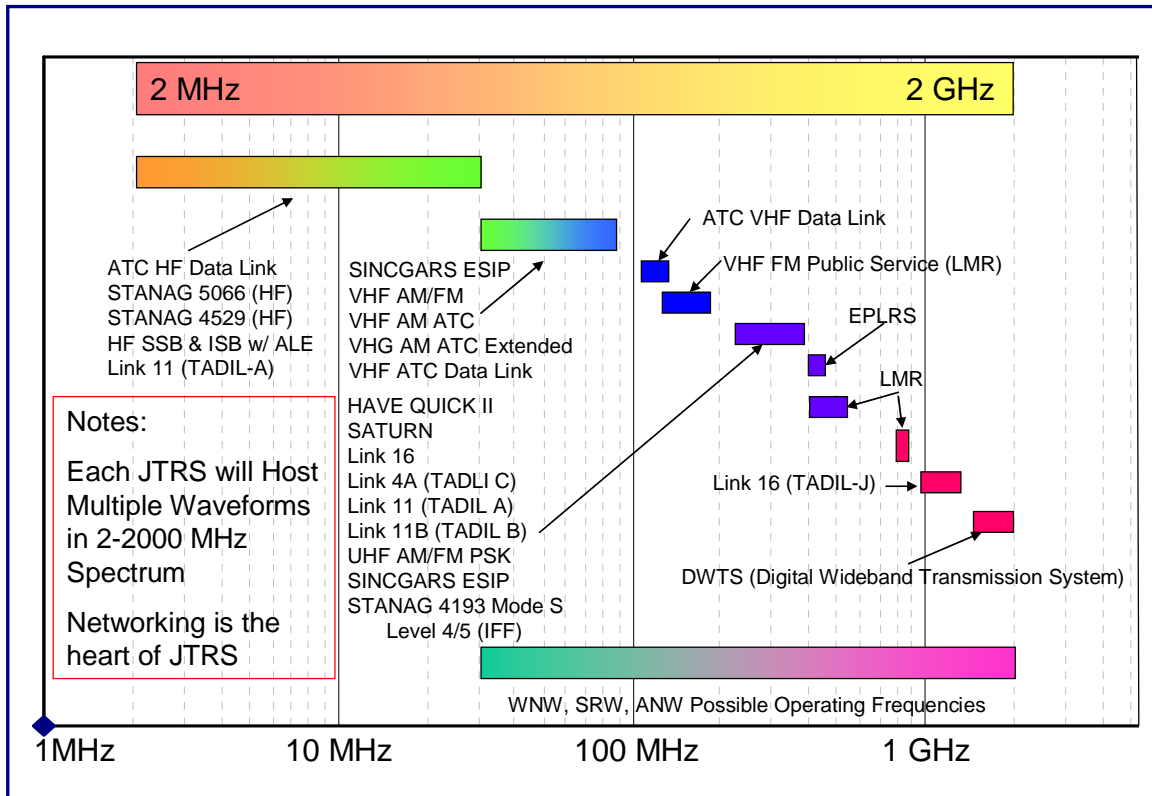 2 MHz
2 GHz
ATC HF Data Link
STANAG 5066 (HF)
STANAG 4529 (HF)
HF SSB & ISB w/ ALE
Link 11 (TADIL-A)
SINCGARS ESIP
VHF AM/FM
VHF AM ATC
VHG AM ATC Extended
VHF ATC Data Link
HAVE QUICK II
SATURN
Link 16
Link 4A (TADLI C)
Link 11 (TADIL A)
Link 11B (TADIL B)
UHF AM/FM PSK
SINCGARS ESIP
STANAG 4193 Mode S
Level 4/5 (IFF)
ATC VHF Data Link
VHF FM Public Service (LMR)
EPLRS
LMR
Link 16 (TADIL-J)
DWTS (Digital Wideband Transmission System)
Notes:
Each JTRS will Host
Multiple Waveforms
in 2-2000 MHz
Spectrum
Networking is the
heart of JTRS
WNW, SRW, ANW Possible Operating Frequencies
1MHz
10 MHz
100 MHz
1 GHz